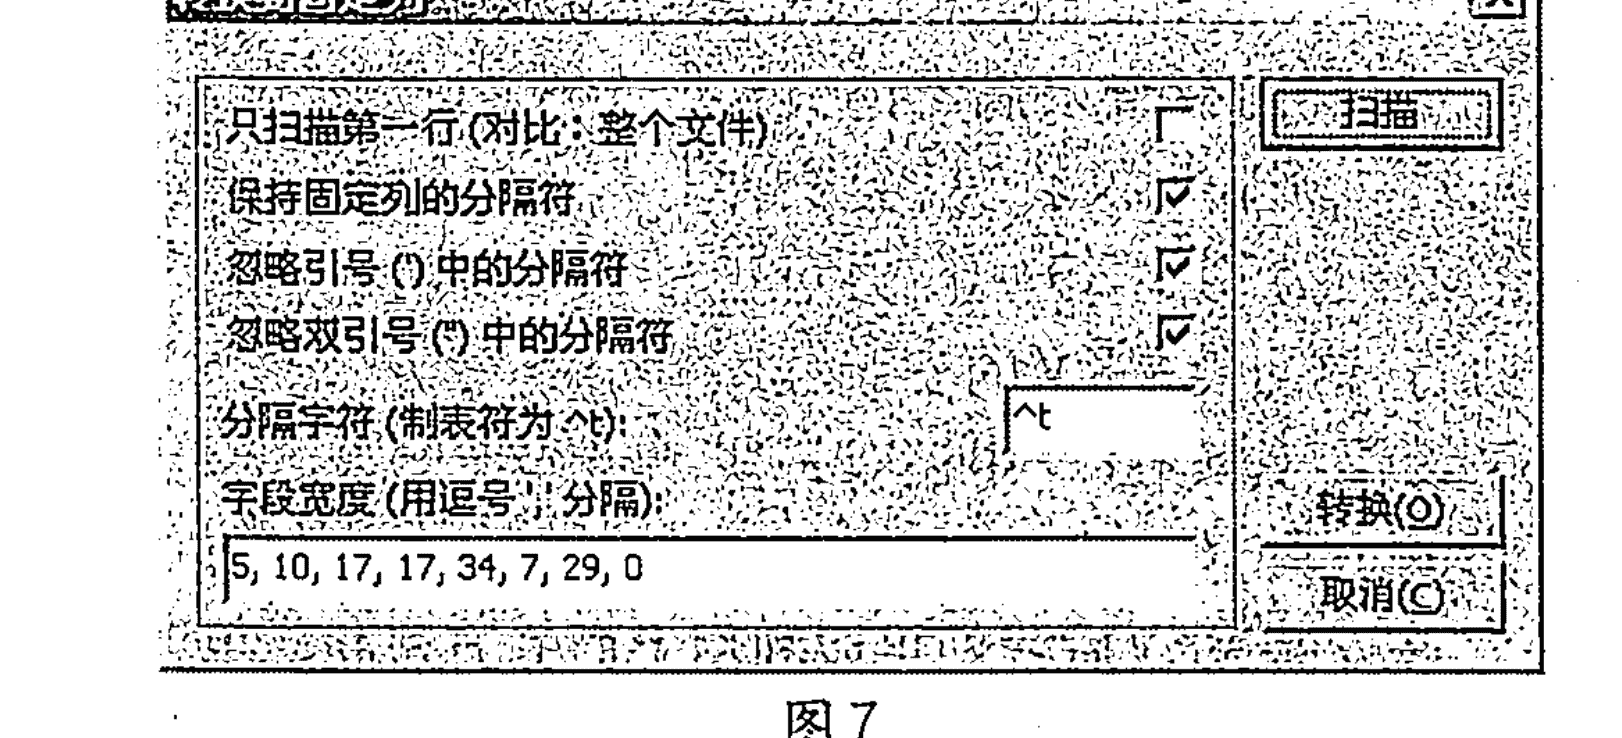 只扫描第一行(对比：整个文件)
扫描
保持固定列的分隔符
忽略引号(')中的分隔符
忽略双引号(")中的分隔符
分隔字符(制表符为 ^t):
^t
字段宽度(用逗号','分隔):
5, 10, 17, 17, 34, 7, 29, 0
转换(O)
取消(C)
图 7